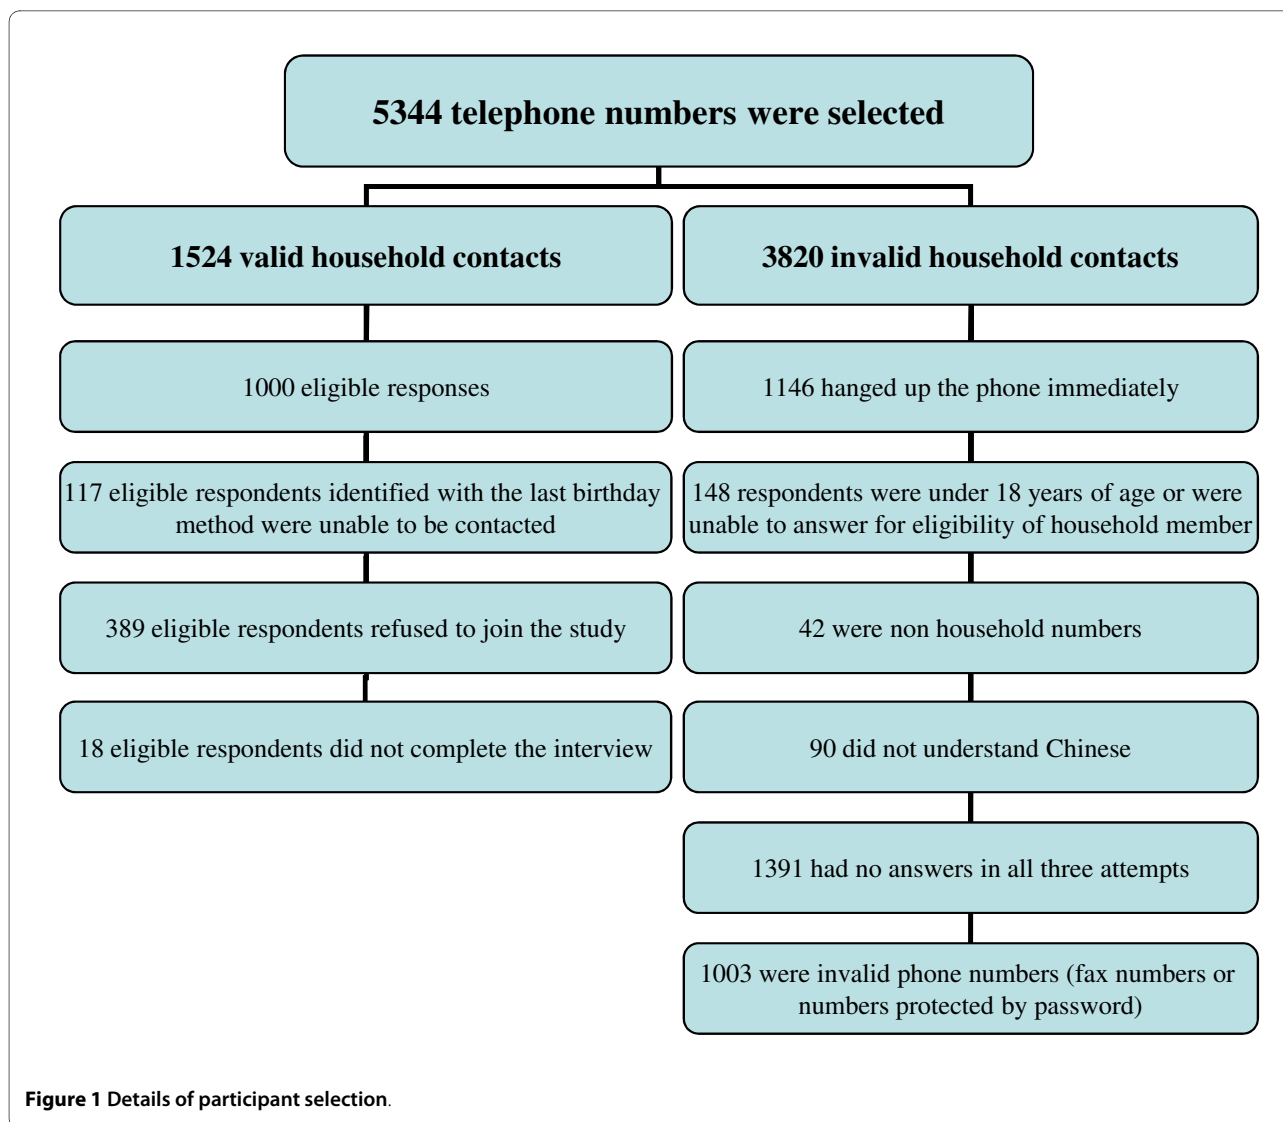 5344 telephone numbers were selected
1524 valid household contacts
3820 invalid household contacts
1000 eligible responses
1146 hanged up the phone immediately
117 eligible respondents identified with the last birthday
method were unable to be contacted
148 respondents were under 18 years of age or were
unable to answer for eligibility of household member
389 eligible respondents refused to join the study
42 were non household numbers
18 eligible respondents did not complete the interview
90 did not understand Chinese
1391 had no answers in all three attempts
1003 were invalid phone numbers (fax numbers or
numbers protected by password)
Figure 1 Details of participant selection.